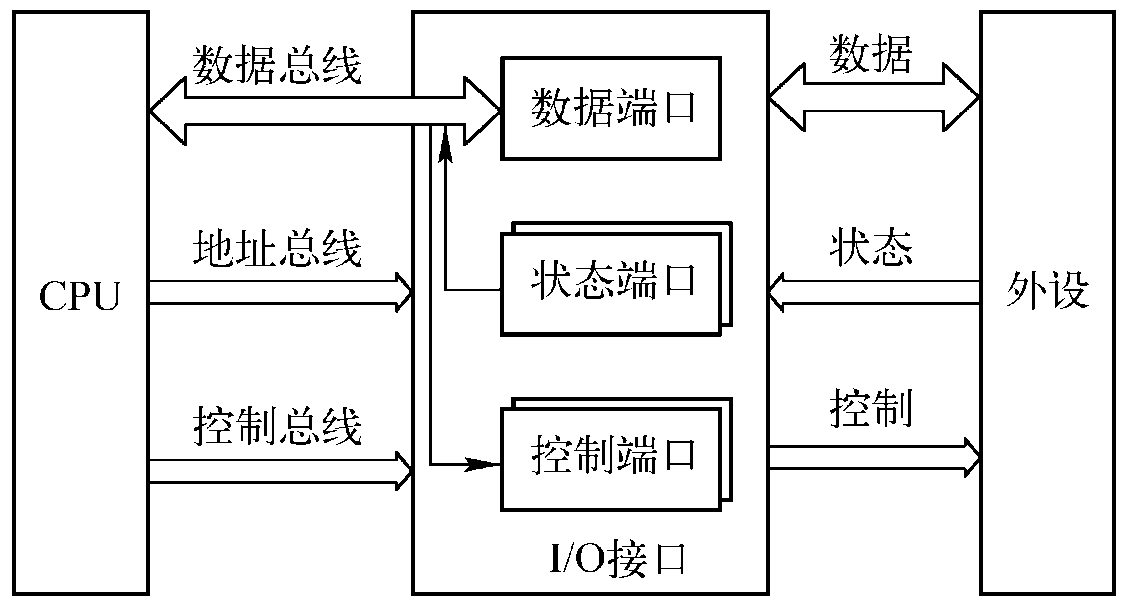 数据总线
数据
数据端口
地址总线
状态
CPU
状态端口
外设
控制总线
控制
控制端口
I/O接口